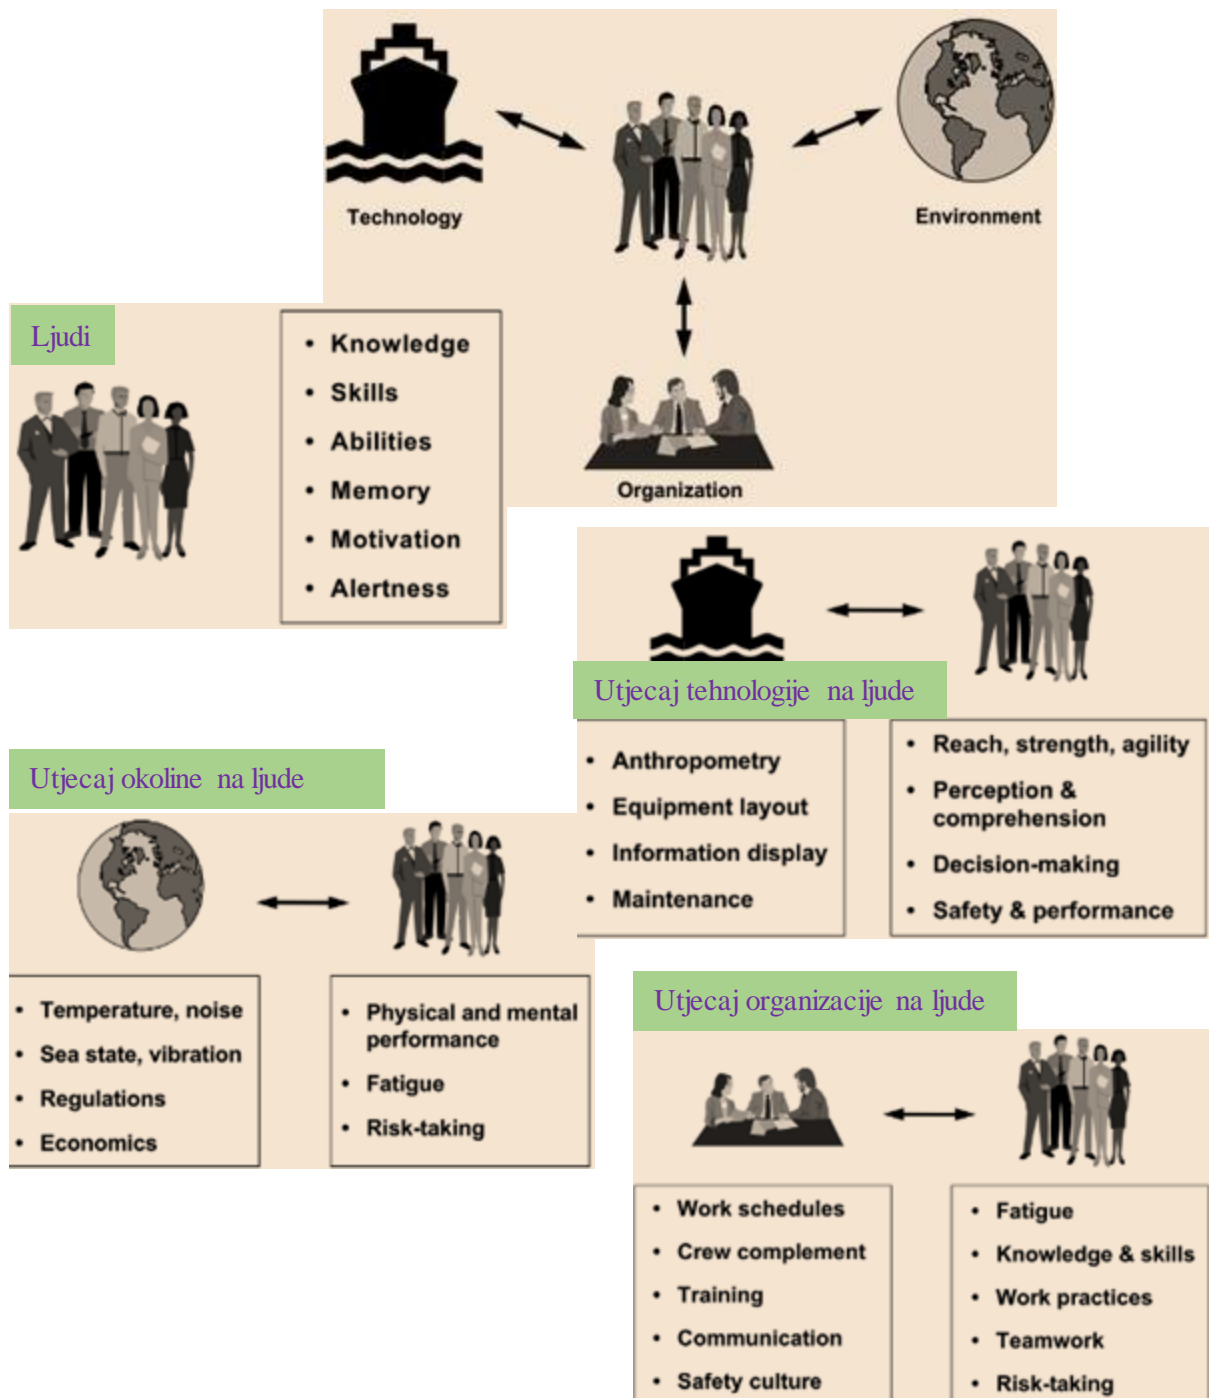 Technology
Environment
Organization
Ljudi
• Knowledge
• Skills
• Abilities
• Memory
• Motivation
• Alertness
Utjecaj tehnologije na ljude
• Anthropometry
• Equipment layout
• Information display
• Maintenance
• Reach, strength, agility
• Perception &
comprehension
• Decision-making
• Safety & performance
Utjecaj okoline na ljude
• Temperature, noise
• Sea state, vibration
• Regulations
• Economics
• Physical and mental
performance
• Fatigue
• Risk-taking
Utjecaj organizacije na ljude
• Work schedules
• Crew complement
• Training
• Communication
• Safety culture
• Fatigue
• Knowledge & skills
• Work practices
• Teamwork
• Risk-taking